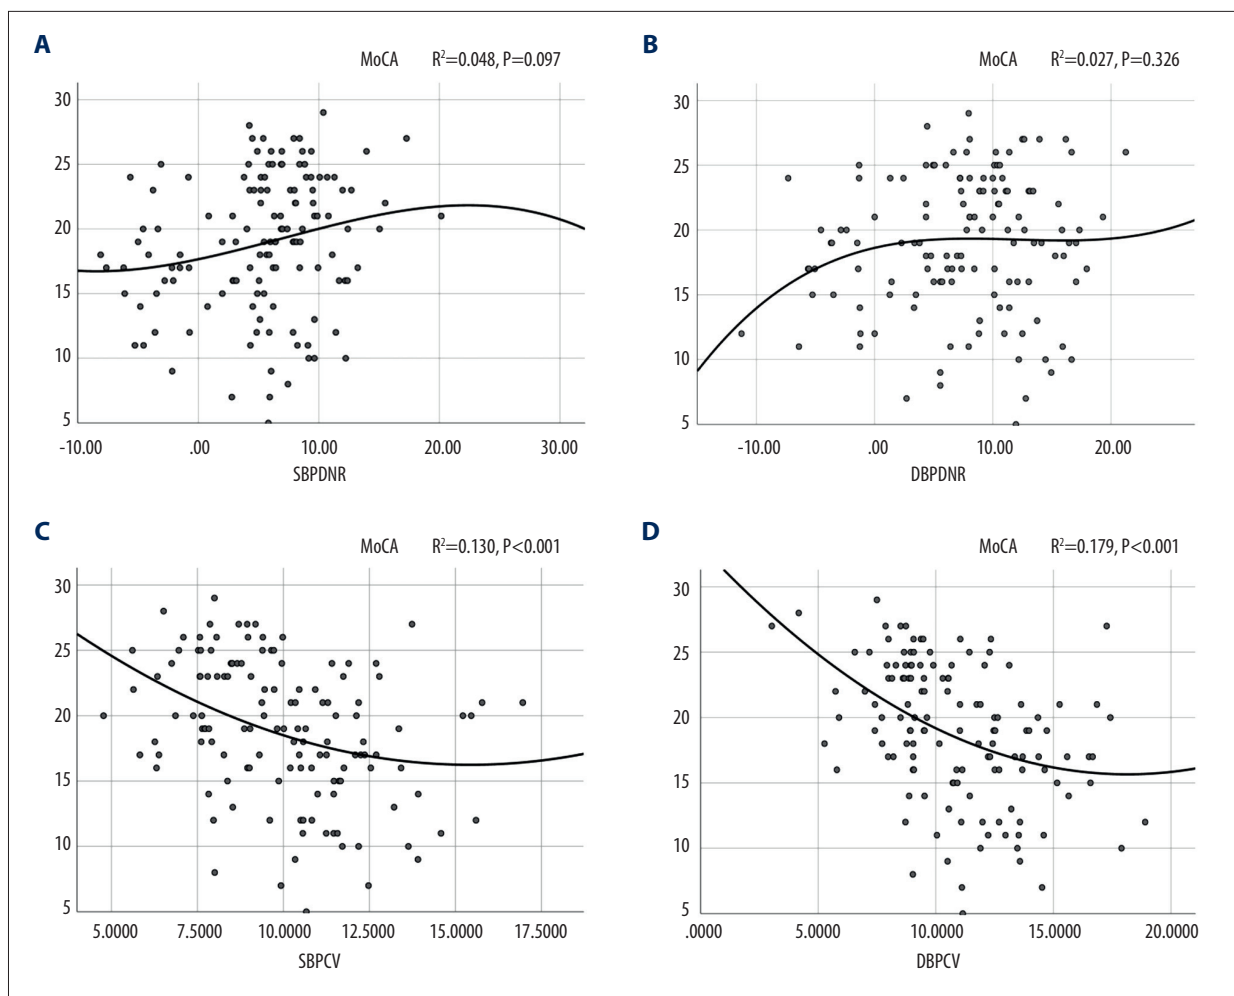 A
MoCA R²=0.048, P=0.097
30
25
20
15
10
5
-10.00 .00 10.00 20.00 30.00
SBPDNR
B
MoCA R²=0.027, P=0.326
30
25
20
15
10
5
-10.00 .00 10.00 20.00
DBPDNR
C
MoCA R²=0.130, P<0.001
30
25
20
15
10
5
5.0000 7.5000 10.0000 12.5000 15.0000 17.5000
SBPCV
D
MoCA R²=0.179, P<0.001
30
25
20
15
10
5
.0000 5.0000 10.0000 15.0000 20.0000
DBPCV